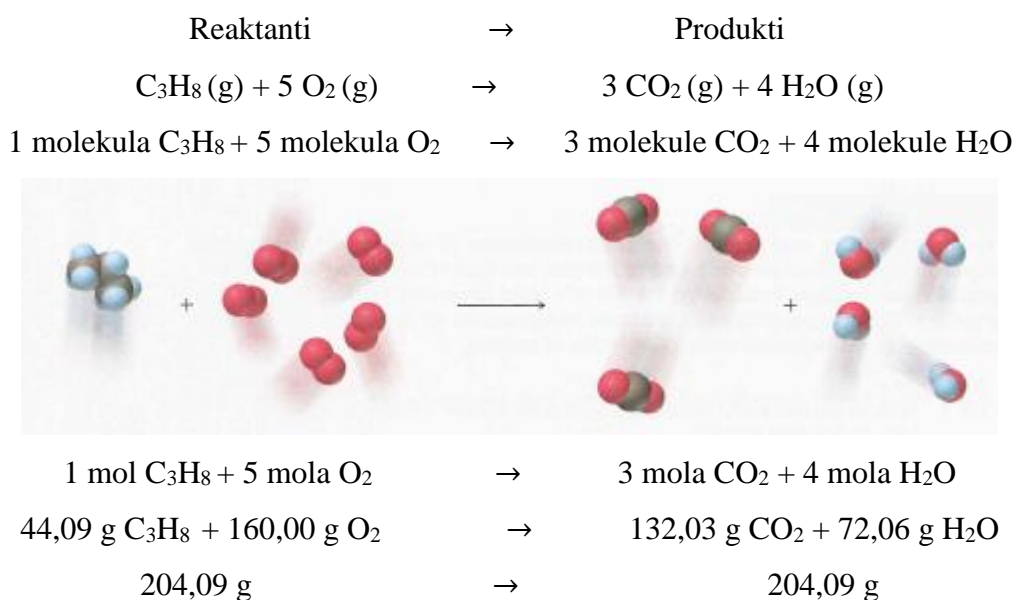 Reaktanti → Produkti
C₃H₈ (g) + 5 O₂ (g) → 3 CO₂ (g) + 4 H₂O (g)
1 molekula C₃H₈ + 5 molekula O₂ → 3 molekule CO₂ + 4 molekule H₂O
+ → +
1 mol C₃H₈ + 5 mola O₂ → 3 mola CO₂ + 4 mola H₂O
44,09 g C₃H₈ + 160,00 g O₂ → 132,03 g CO₂ + 72,06 g H₂O
204,09 g → 204,09 g